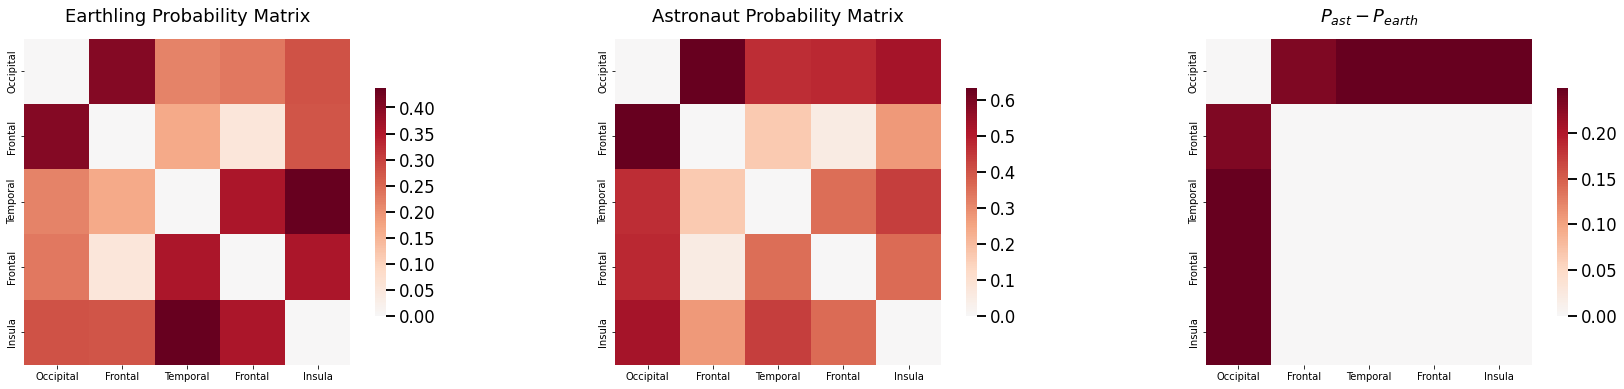 Earthling Probability Matrix
Occipital
Frontal
Temporal
Frontal
Insula
Occipital Frontal Temporal Frontal Insula
0.40
0.35
0.30
0.25
0.20
0.15
0.10
0.05
0.00
Astronaut Probability Matrix
Occipital
Frontal
Temporal
Frontal
Insula
Occipital Frontal Temporal Frontal Insula
0.6
0.5
0.4
0.3
0.2
0.1
0.0
P_ast − P_earth
Occipital
Frontal
Temporal
Frontal
Insula
Occipital Frontal Temporal Frontal Insula
0.20
0.15
0.10
0.05
0.00